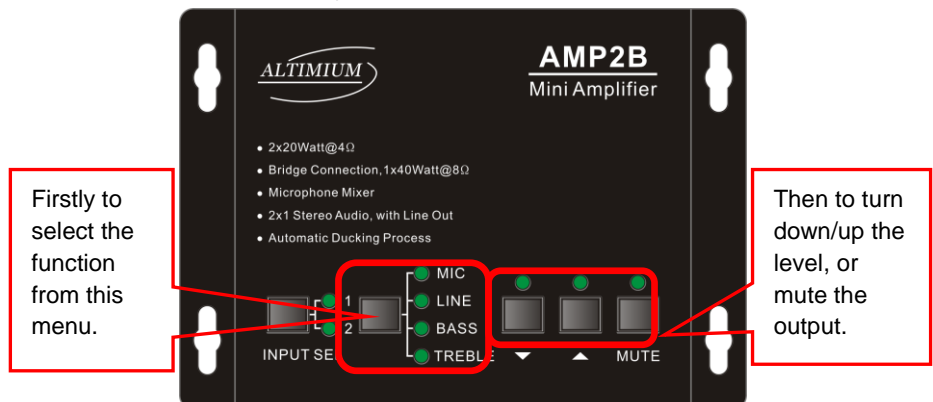 ALTIMIUM
AMP2B
Mini Amplifier
• 2x20Watt@4Ω
• Bridge Connection,1x40Watt@8Ω
• Microphone Mixer
• 2x1 Stereo Audio, with Line Out
• Automatic Ducking Process
Firstly to
select the
function
from this
menu.
Then to turn
down/up the
level, or
mute the
output.
MIC
1 LINE
2 BASS
INPUT SE TREBLE ▼ ▲ MUTE